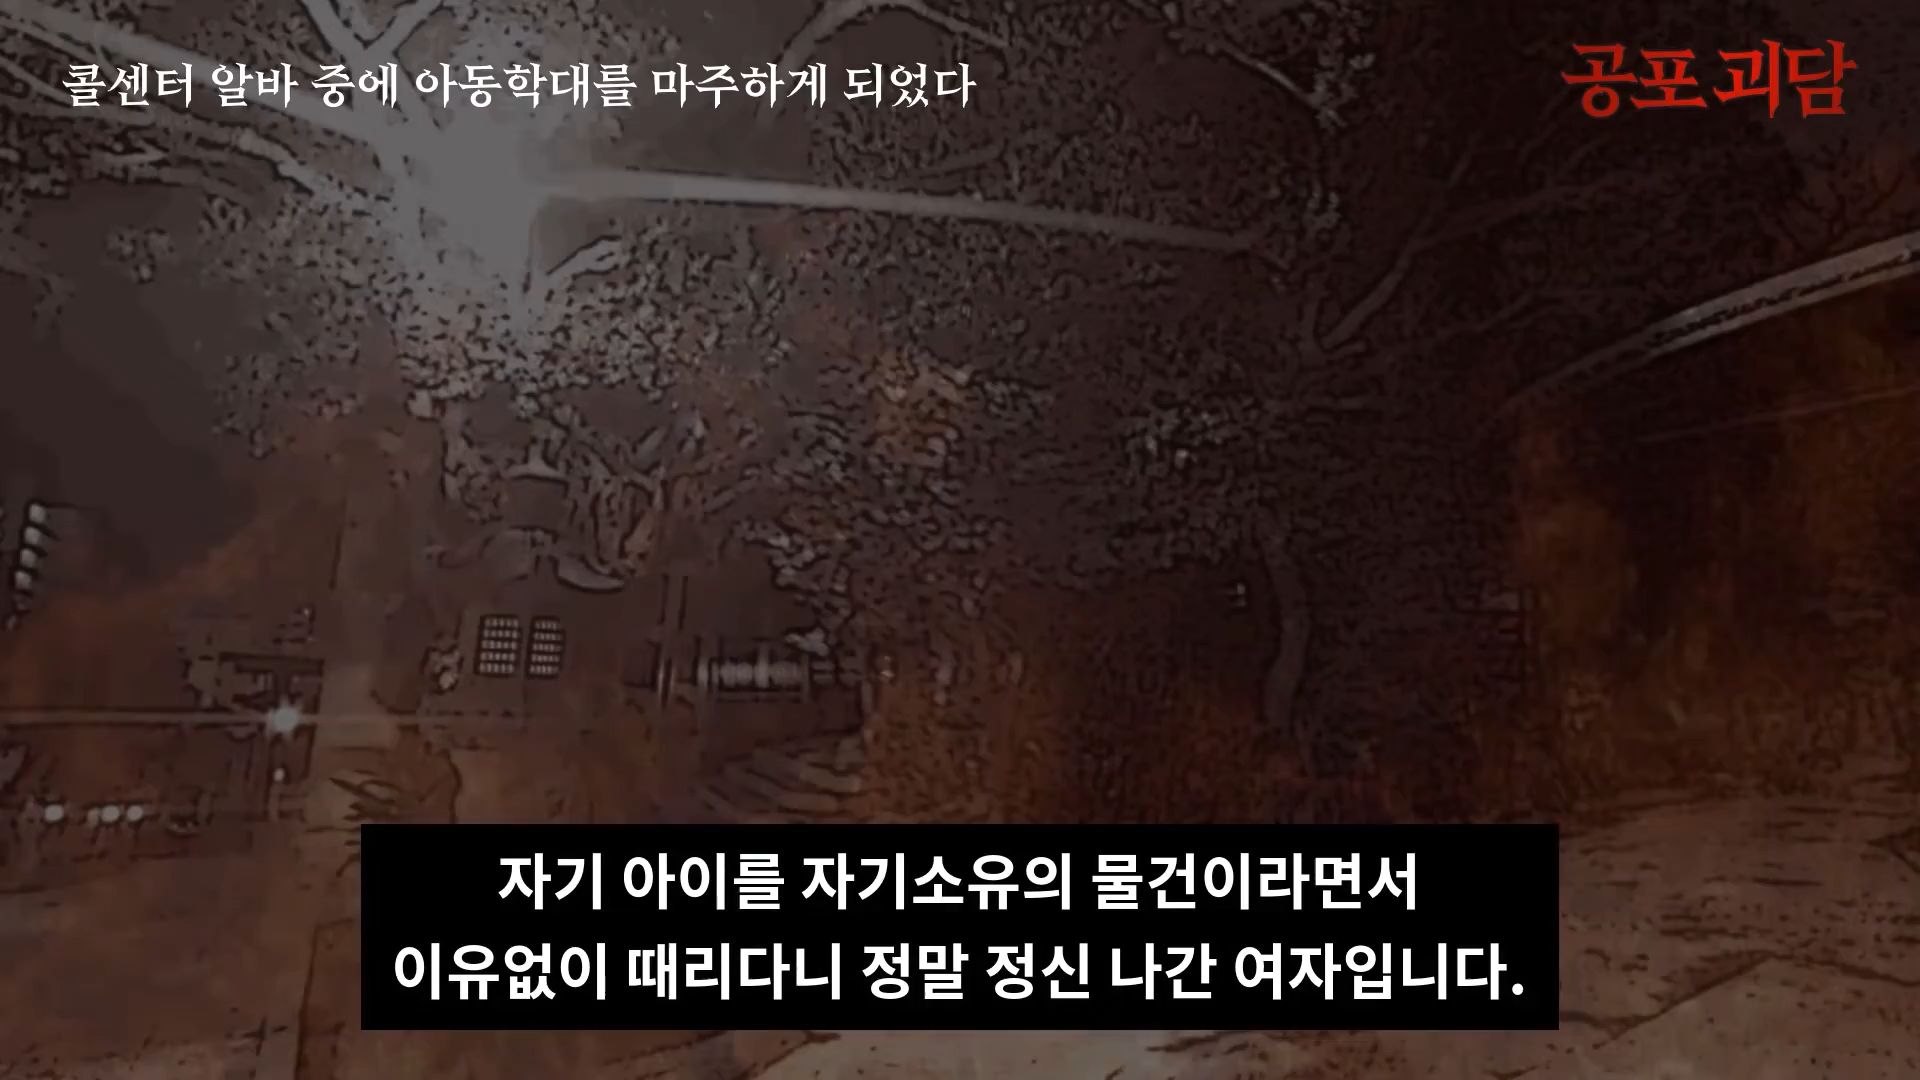 콜센터 알바 중에 아동학대를 마주하게 되었다
공포 괴담
자기 아이를 자기소유의 물건이라면서
이유없이 때리다니 정말 정신 나간 여자입니다.